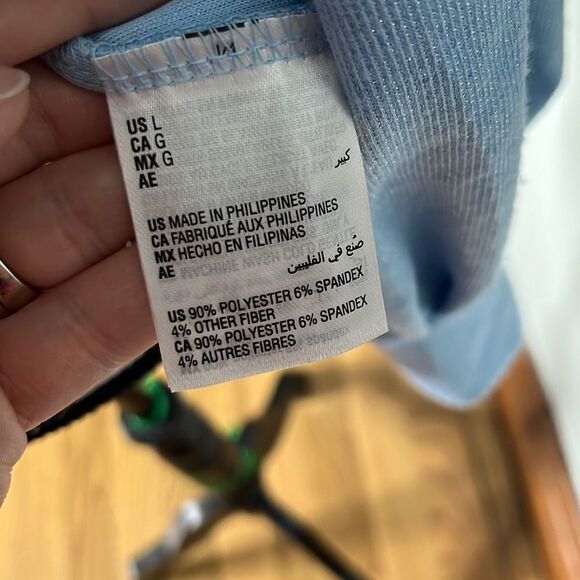 US L
CA G
MX G
AE كبير
US MADE IN PHILIPPINES
CA FABRIQUÉ AUX PHILIPPINES
MX HECHO EN FILIPINAS
AE صنع في الفلبين
US 90% POLYESTER 6% SPANDEX
4% OTHER FIBER
CA 90% POLYESTER 6% SPANDEX
4% AUTRES FIBRES